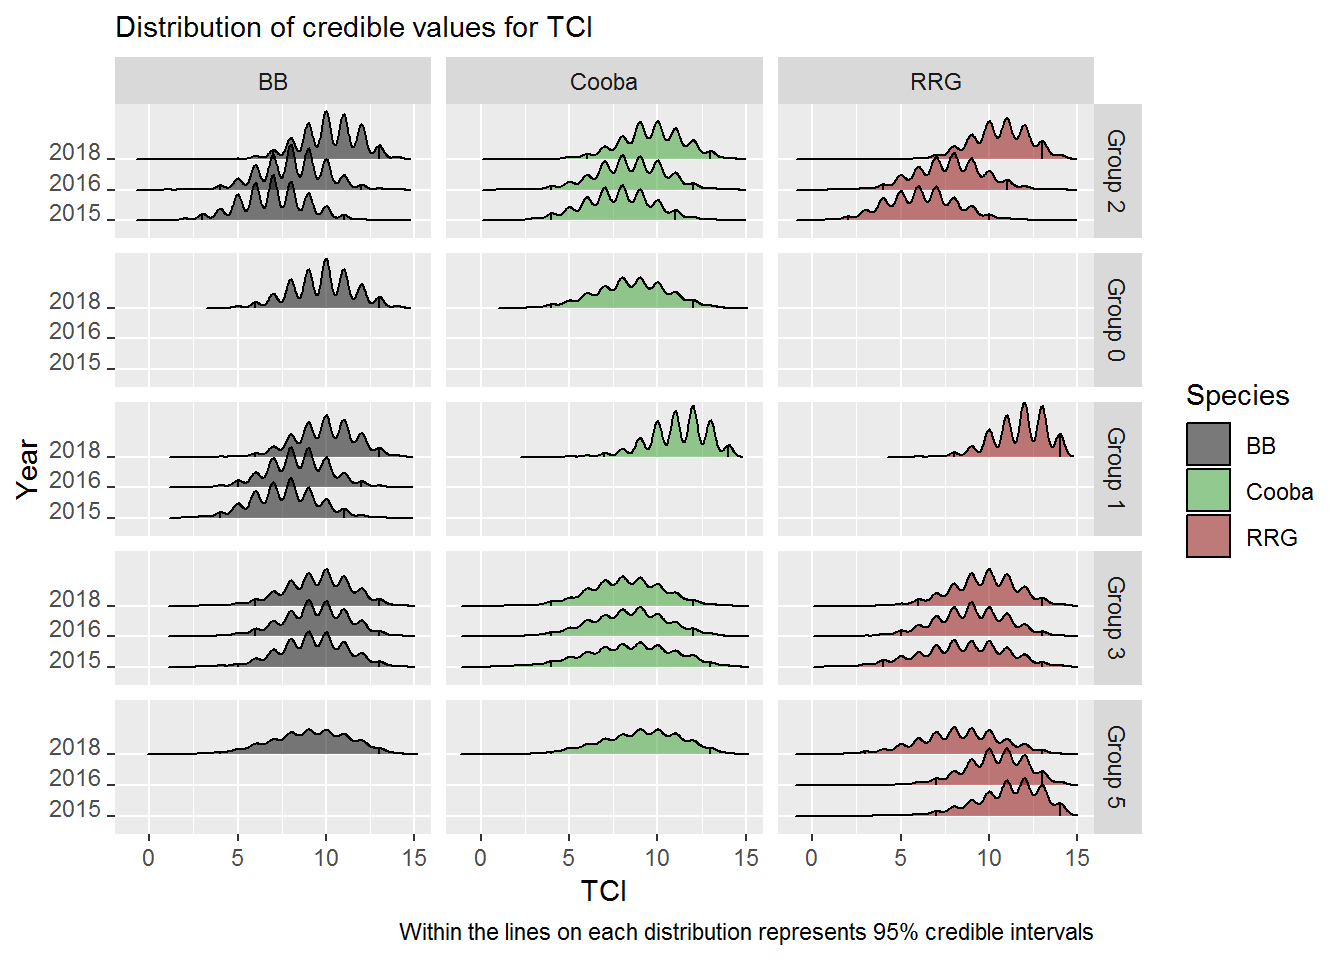 Distribution of credible values for TCI
BB
Cooba
RRG
2018
2016
2015
Group 2
2018
2016
2015
Group 0
2018
2016
2015
Group 1
2018
2016
2015
Group 3
2018
2016
2015
Group 5
Year
0 5 10 15
0 5 10 15
0 5 10 15
TCI
Within the lines on each distribution represents 95% credible intervals
Species
BB
Cooba
RRG